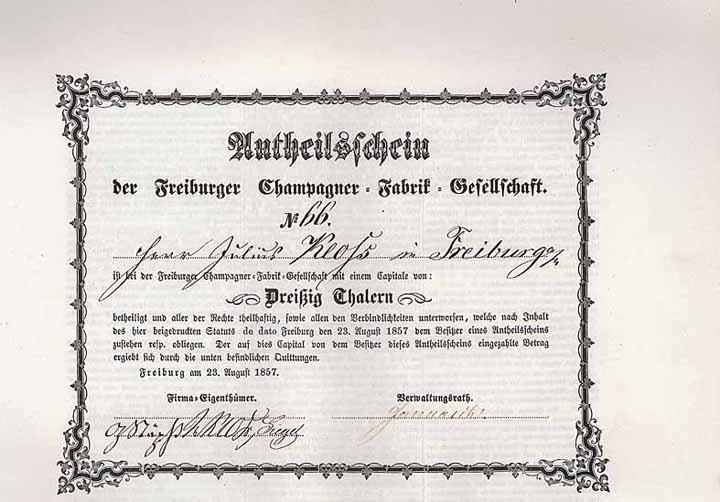 Antheilsschein
der Freiburger Champagner-Fabrik-Gesellschaft.
№ 66.
Herr Julius Kloss in Freiburg a/U
ist bei der Freiburger Champagner-Fabrik-Gesellschaft mit einem Capitale von:
Dreißig Thalern
betheiligt und aller der Rechte theilhaftig, sowie allen den Verbindlichkeiten unterworfen, welche nach Inhalt
des hier beigedruckten Statuts de dato Freiburg den 23. August 1857 dem Besitzer eines Antheilscheins
zustehen resp. obliegen. Der auf dies Capital von dem Besitzer dieses Antheilscheins eingezahlte Betrag
ergiebt sich durch die unten befindlichen Quittungen.
Freiburg am 23. August 1857.
Firma-Eigenthümer. Verwaltungsrath.